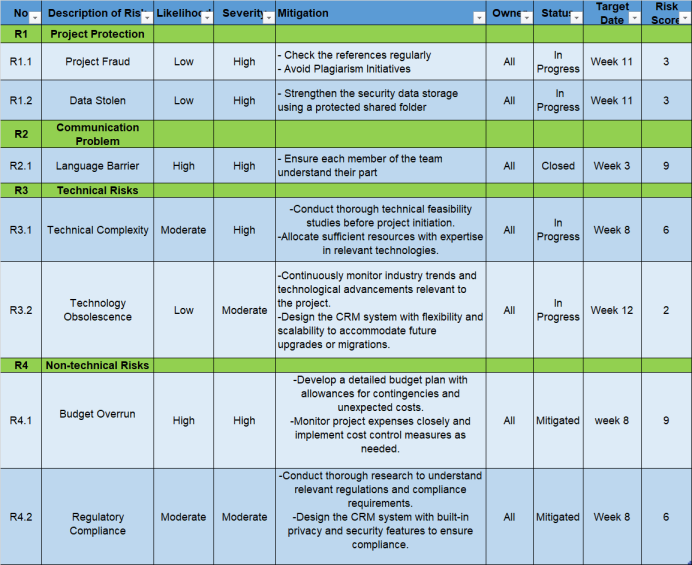 No Description of Risk Likelihood Severity Mitigation Owner Status Target Date Risk Score
R1 Project Protection
R1.1 Project Fraud Low High - Check the references regularly
- Avoid Plagiarism Initiatives All In Progress Week 11 3
R1.2 Data Stolen Low High - Strengthen the security data storage
using a protected shared folder All In Progress Week 11 3
R2 Communication Problem
R2.1 Language Barrier High High - Ensure each member of the team
understand their part All Closed Week 3 9
R3 Technical Risks
R3.1 Technical Complexity Moderate High -Conduct thorough technical feasibility
studies before project initiation.
-Allocate sufficient resources with expertise
in relevant technologies. All In Progress Week 8 6
R3.2 Technology Obsolescence Low Moderate -Continuously monitor industry trends and
technological advancements relevant to
the project.
-Design the CRM system with flexibility and
scalability to accommodate future
upgrades or migrations. All In Progress Week 12 2
R4 Non-technical Risks
R4.1 Budget Overrun High High -Develop a detailed budget plan with
allowances for contingencies and
unexpected costs.
-Monitor project expenses closely and
implement cost control measures as
needed. All Mitigated week 8 9
R4.2 Regulatory Compliance Moderate Moderate -Conduct thorough research to understand
relevant regulations and compliance
requirements.
-Design the CRM system with built-in
privacy and security features to ensure
compliance. All Mitigated Week 8 6